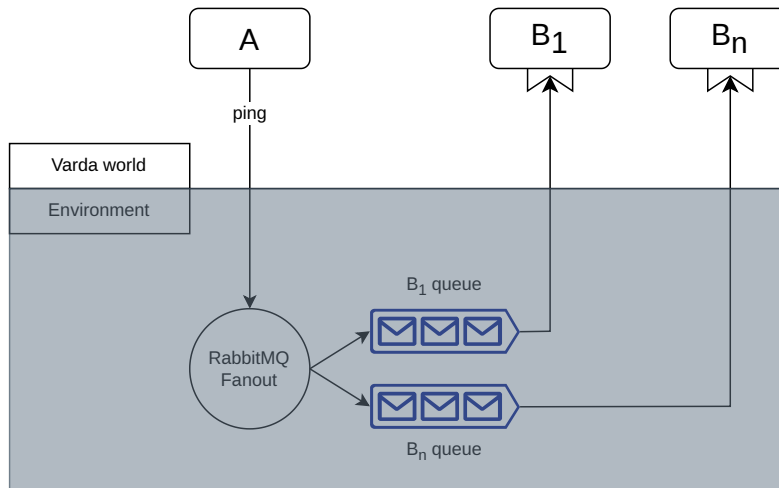 A
B1
Bn
ping
Varda world
Environment
B1 queue
RabbitMQ
Fanout
Bn queue